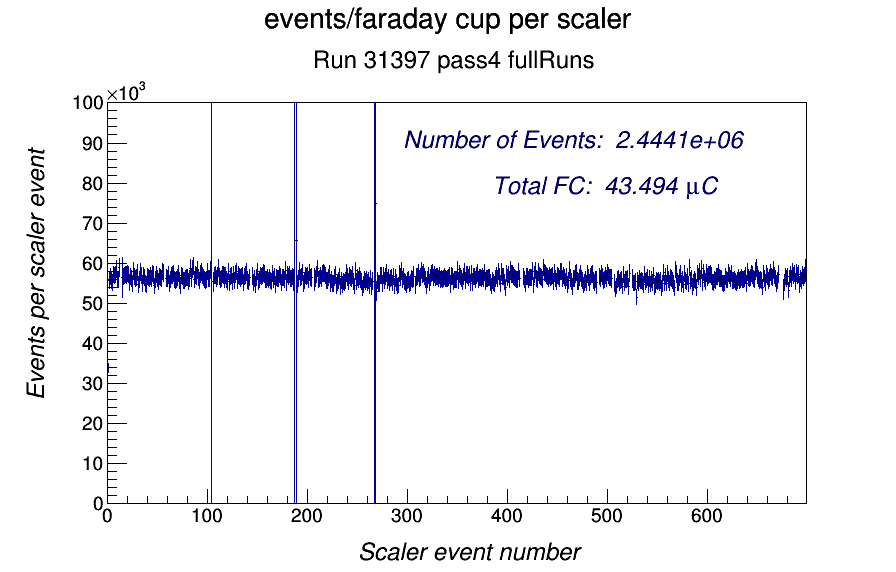 events/faraday cup per scaler
Run 31397 pass4 fullRuns
×10³
100
90
80
70
60
50
40
30
20
10
0
Events per scaler event
Number of Events: 2.4441e+06
Total FC: 43.494 μC
0 100 200 300 400 500 600
Scaler event number